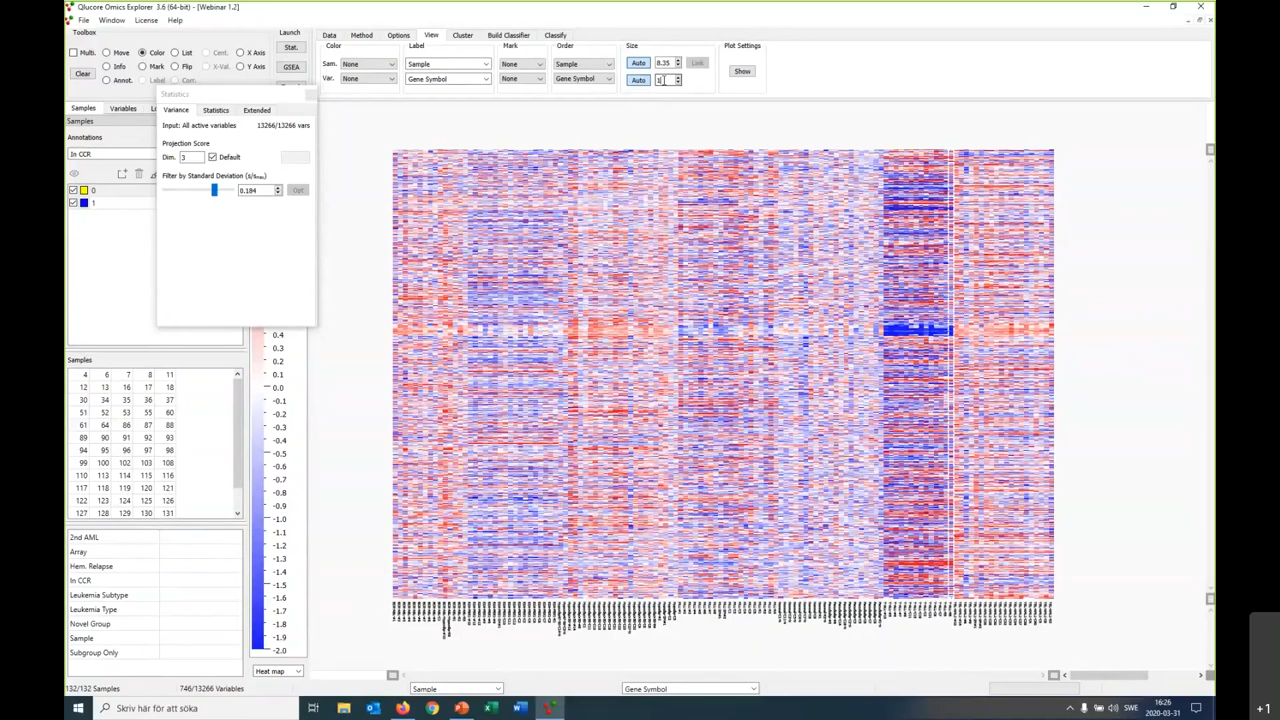 Qlucore Omics Explorer 3.6 (64-bit) - [Webinar 1.2]
File Window License Help
Toolbox Launch
Multi. Move Color List Cent. X Axis Stat.
Info Mark Flip X-Val. Y Axis GSEA
Clear Annot. Label Corr.
Data Method Options View Cluster Build Classifier Classify
Color Label Mark Order Size Plot Settings
Sam. None Sample None Sample Auto 8.35 Link
Var. None Gene Symbol None Gene Symbol Auto 1 Show
Samples Variables
Samples
Annotations
In CCR
0
1
Statistics
Variance Statistics Extended
Input: All active variables 13266/13266 vars
Projection Score
Dim. 3 Default
Filter by Standard Deviation (s/sₘₐₓ)
0.184 Opt
0.4
0.3
0.2
0.1
0.0
-0.1
-0.2
-0.3
-0.4
-0.5
-0.6
-0.7
-0.8
-0.9
-1.0
-1.1
-1.2
-1.3
-1.4
-1.5
-1.6
-1.7
-1.8
-1.9
-2.0
Samples
4 6 7 8 11
12 13 16 17 18
30 34 35 36 37
51 52 53 55 60
61 64 86 87 88
89 90 91 92 93
94 95 96 97 98
99 100 102 103 108
110 113 114 115 116
117 118 119 120 121
122 123 124 125 126
127 128 129 130 131
2nd AML
Array
Hem. Relapse
In CCR
Leukemia Subtype
Leukemia Type
Novel Group
Sample
Subgroup Only
Heat map
132/132 Samples 746/13266 Variables Sample Gene Symbol
Skriv här för att söka
SWE 16:26
2020-03-31
+1